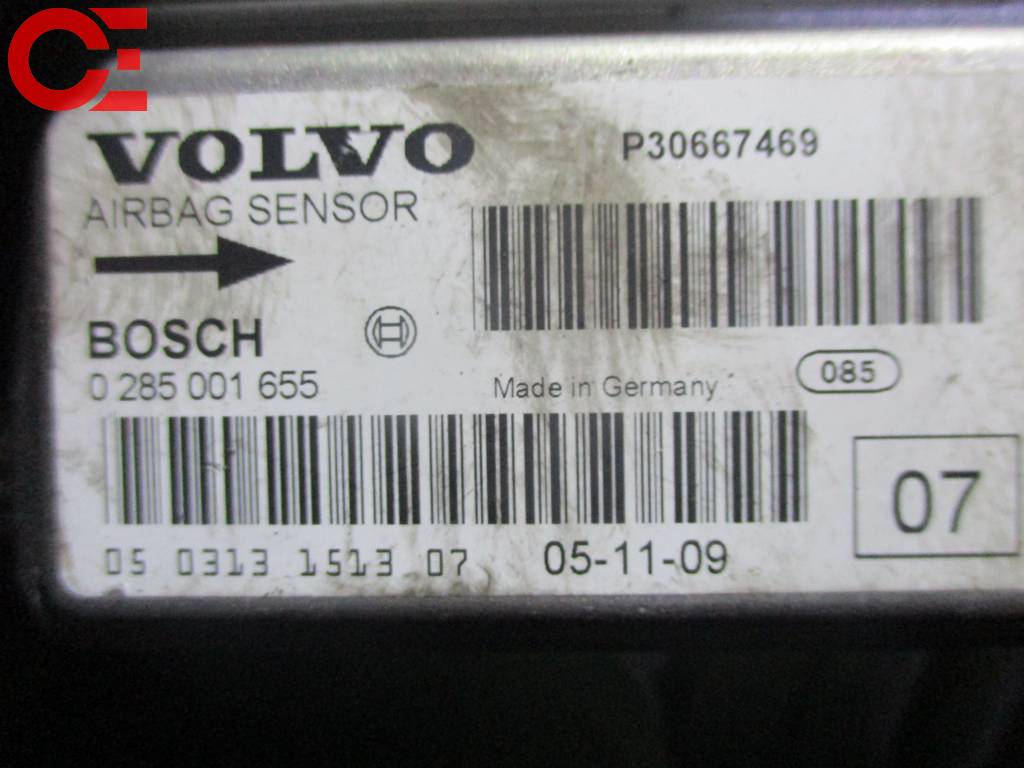 CE
VOLVO
P30667469
AIRBAG SENSOR
BOSCH
0 285 001 655
Made in Germany
085
07
05 0313 1513 07
05-11-09